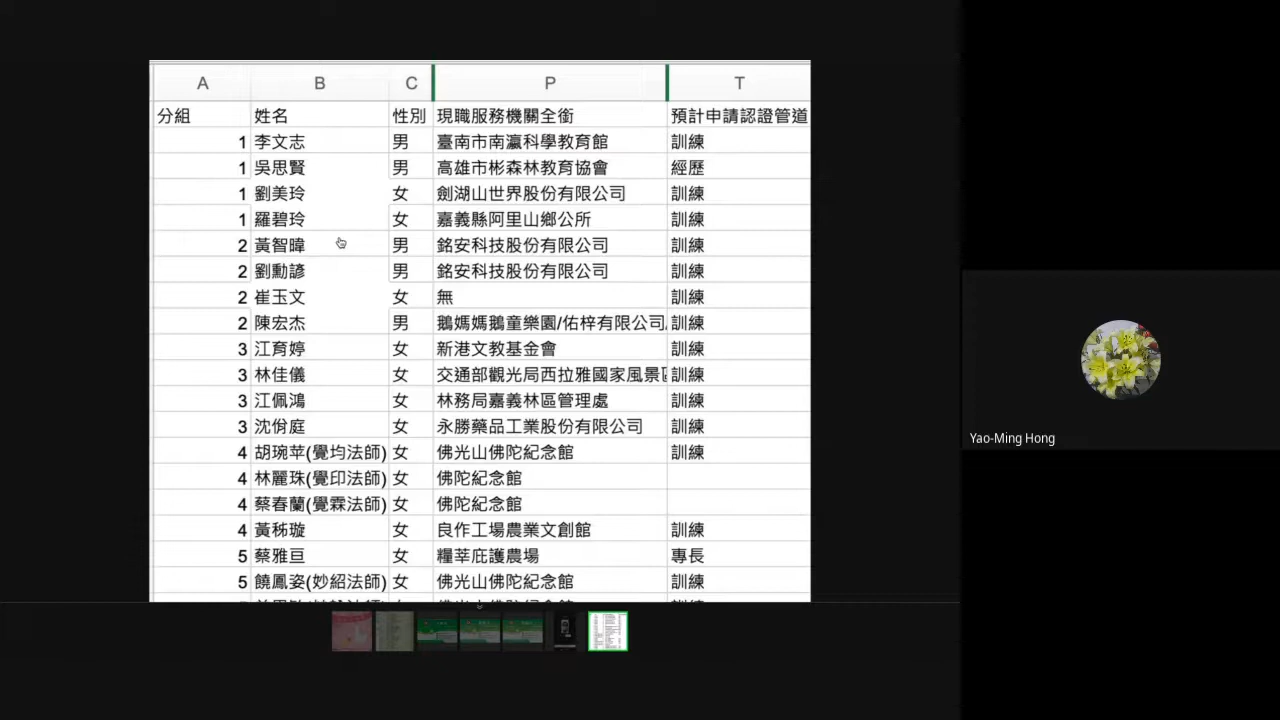 A B C P T
分組 姓名 性別 現職服務機關全銜 預計申請認證管道
1 李文志 男 臺南市南瀛科學教育館 訓練
1 吳思賢 男 高雄市彬森林教育協會 經歷
1 劉美玲 女 劍湖山世界股份有限公司 訓練
1 羅碧玲 女 嘉義縣阿里山鄉公所 訓練
2 黃智暐 男 銘安科技股份有限公司 訓練
2 劉勳諺 男 銘安科技股份有限公司 訓練
2 崔玉文 女 無 訓練
2 陳宏杰 男 鵝媽媽鵝童樂園/佑梓有限公司 訓練
3 江育婷 女 新港文教基金會 訓練
3 林佳儀 女 交通部觀光局西拉雅國家風景 訓練
3 江佩鴻 女 林務局嘉義林區管理處 訓練
3 沈佾庭 女 永勝藥品工業股份有限公司 訓練
4 胡琬苹(覺均法師) 女 佛光山佛陀紀念館 訓練
4 林麗珠(覺印法師) 女 佛陀紀念館
4 蔡春蘭(覺霖法師) 女 佛陀紀念館
4 黃秭璇 女 良作工場農業文創館 訓練
5 蔡雅亘 女 糧莘庇護農場 專長
5 饒鳳姿(妙紹法師) 女 佛光山佛陀紀念館 訓練
Yao-Ming Hong